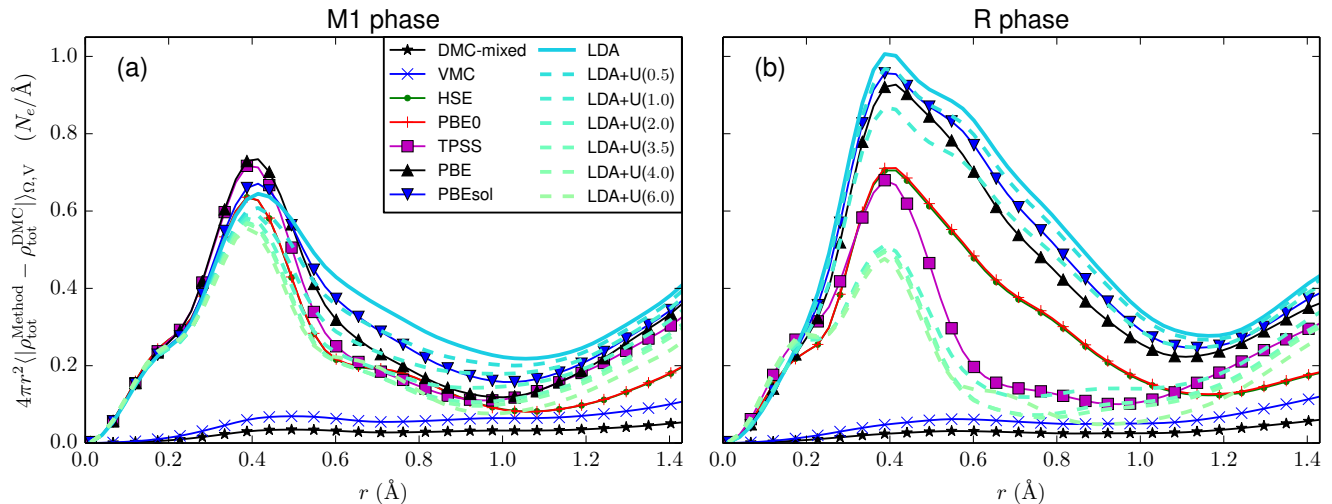 M1 phase
R phase
(a)
(b)
DMC-mixed
VMC
HSE
PBE0
TPSS
PBE
PBEsol
LDA
LDA+U(0.5)
LDA+U(1.0)
LDA+U(2.0)
LDA+U(3.5)
LDA+U(4.0)
LDA+U(6.0)
4πr² ⟨|ρ_tot^Method − ρ_tot^DMC|⟩_Ω,V (N_e/Å)
1.0
0.8
0.6
0.4
0.2
0.0
0.0 0.2 0.4 0.6 0.8 1.0 1.2 1.4
0.0 0.2 0.4 0.6 0.8 1.0 1.2 1.4
r (Å)
r (Å)